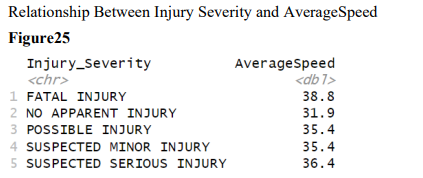 Relationship Between Injury Severity and AverageSpeed
Figure25
Injury_Severity AverageSpeed
<chr> <dbl>
1 FATAL INJURY 38.8
2 NO APPARENT INJURY 31.9
3 POSSIBLE INJURY 35.4
4 SUSPECTED MINOR INJURY 35.4
5 SUSPECTED SERIOUS INJURY 36.4